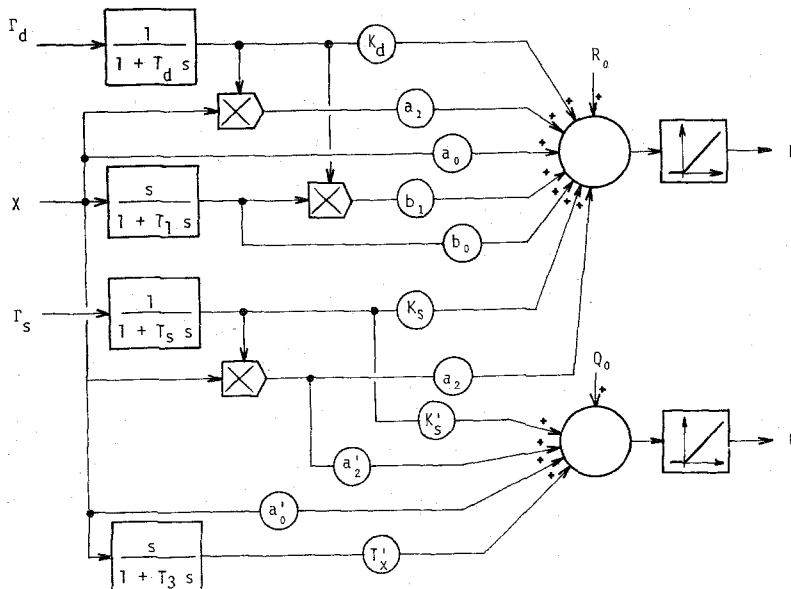 Γd
1
1 + Td s
Kd
R0
a2
a0
X
s
1 + T1 s
b1
b0
Γs
1
1 + Ts s
Ks
a2
Q0
K's
a'2
a'0
s
1 + T3 s
T'x